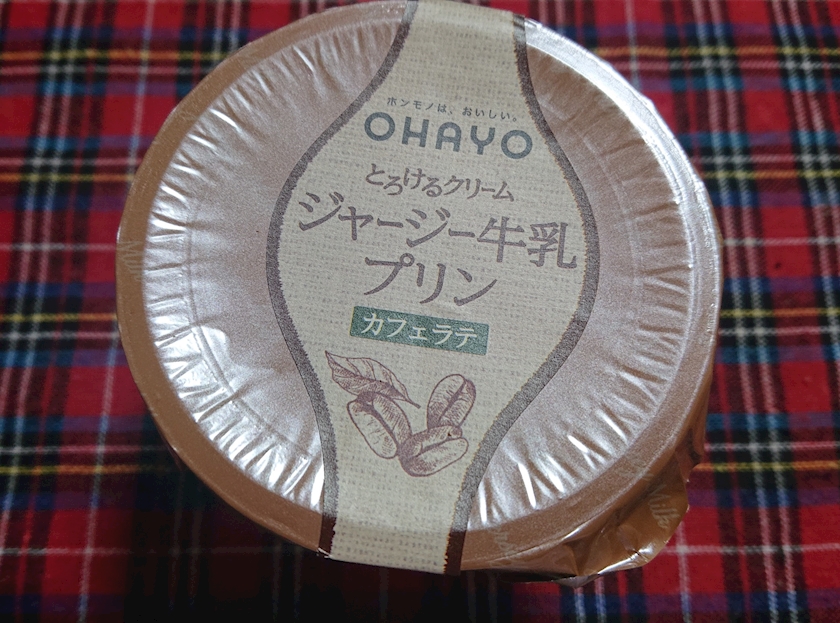 ホンモノは、おいしい。
OHAYO
とろけるクリーム
ジャージー牛乳
プリン
カフェラテ